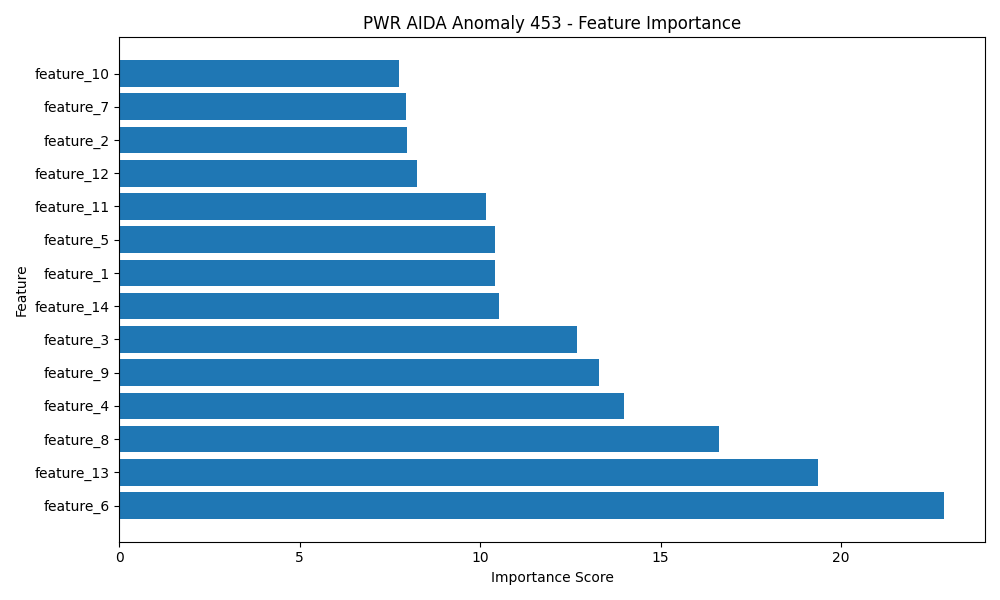 PWR AIDA Anomaly 453 - Feature Importance
feature_10
feature_7
feature_2
feature_12
feature_11
feature_5
feature_1
feature_14
feature_3
feature_9
feature_4
feature_8
feature_13
feature_6
Feature
0 5 10 15 20
Importance Score